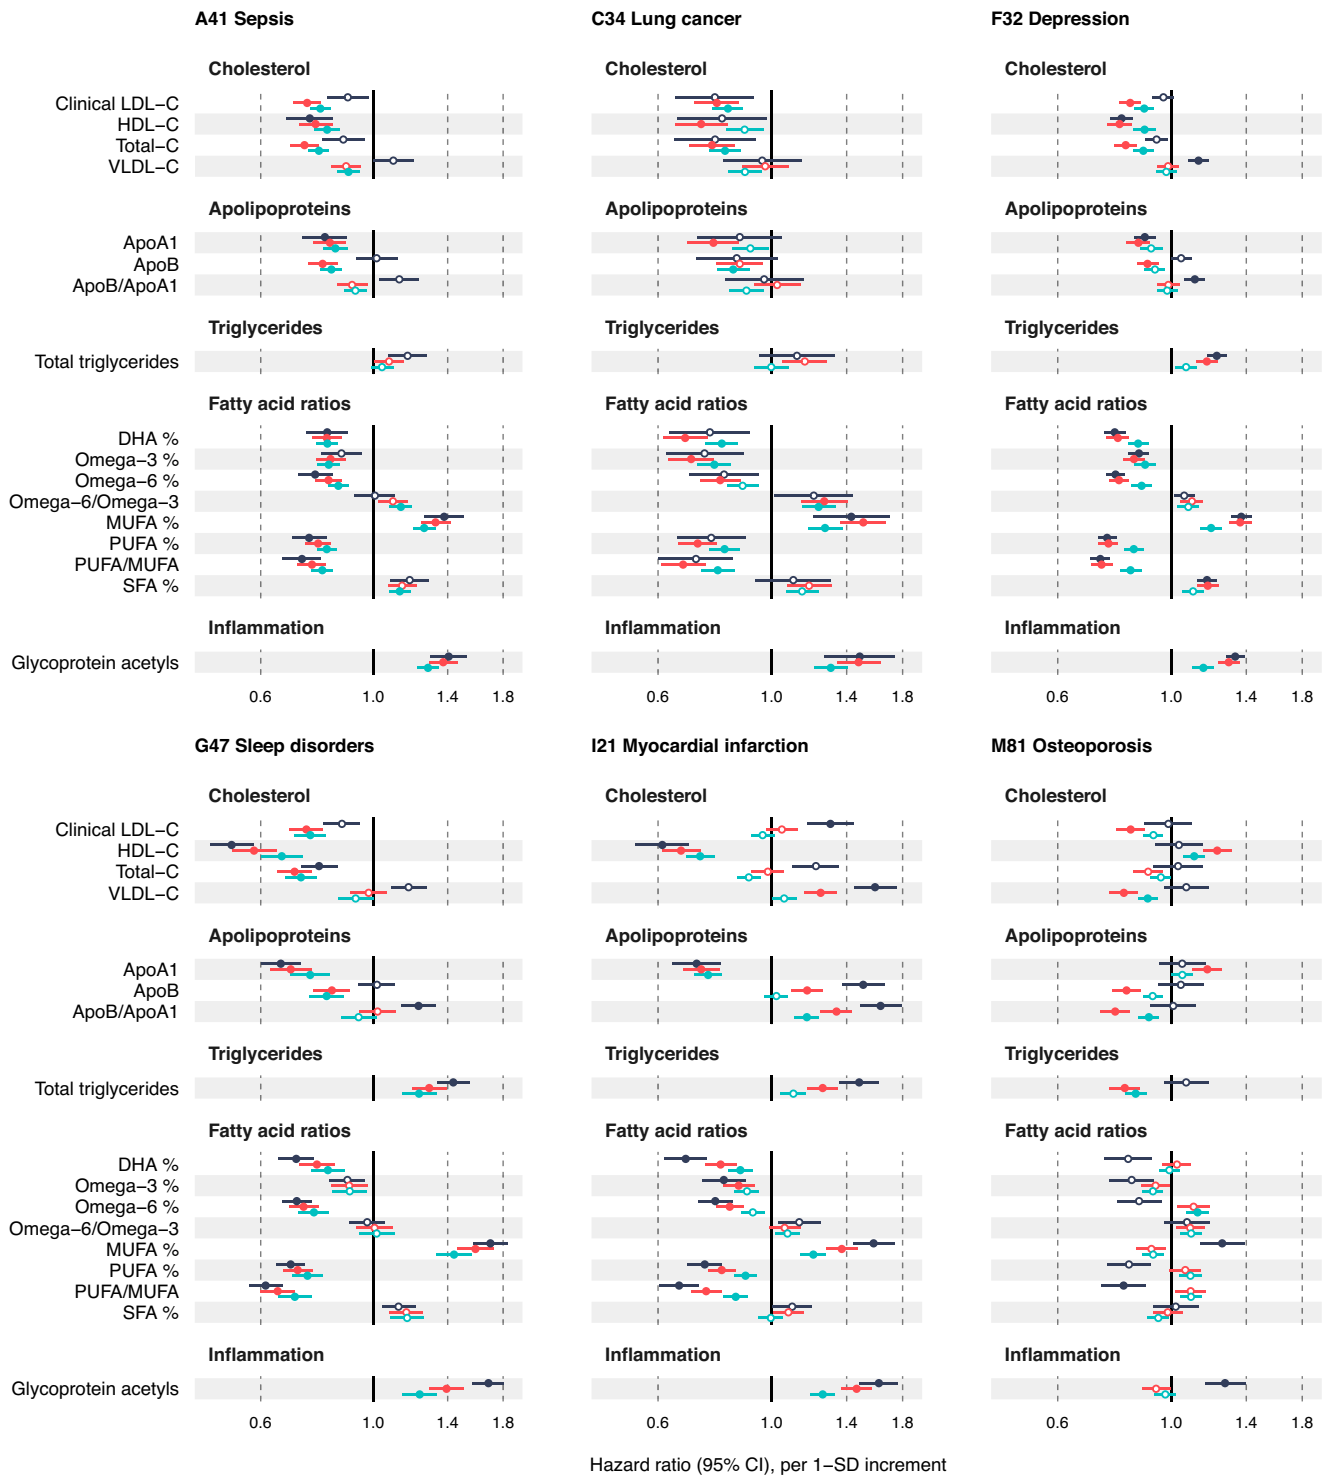 A41 Sepsis
C34 Lung cancer
F32 Depression
Cholesterol
Cholesterol
Cholesterol
Clinical LDL−C
HDL−C
Total−C
VLDL−C
Apolipoproteins
Apolipoproteins
Apolipoproteins
ApoA1
ApoB
ApoB/ApoA1
Triglycerides
Triglycerides
Triglycerides
Total triglycerides
Fatty acid ratios
Fatty acid ratios
Fatty acid ratios
DHA %
Omega−3 %
Omega−6 %
Omega−6/Omega−3
MUFA %
PUFA %
PUFA/MUFA
SFA %
Inflammation
Inflammation
Inflammation
Glycoprotein acetyls
0.6 1.0 1.4 1.8
0.6 1.0 1.4 1.8
0.6 1.0 1.4 1.8
G47 Sleep disorders
I21 Myocardial infarction
M81 Osteoporosis
Cholesterol
Cholesterol
Cholesterol
Clinical LDL−C
HDL−C
Total−C
VLDL−C
Apolipoproteins
Apolipoproteins
Apolipoproteins
ApoA1
ApoB
ApoB/ApoA1
Triglycerides
Triglycerides
Triglycerides
Total triglycerides
Fatty acid ratios
Fatty acid ratios
Fatty acid ratios
DHA %
Omega−3 %
Omega−6 %
Omega−6/Omega−3
MUFA %
PUFA %
PUFA/MUFA
SFA %
Inflammation
Inflammation
Inflammation
Glycoprotein acetyls
0.6 1.0 1.4 1.8
0.6 1.0 1.4 1.8
0.6 1.0 1.4 1.8
Hazard ratio (95% CI), per 1−SD increment